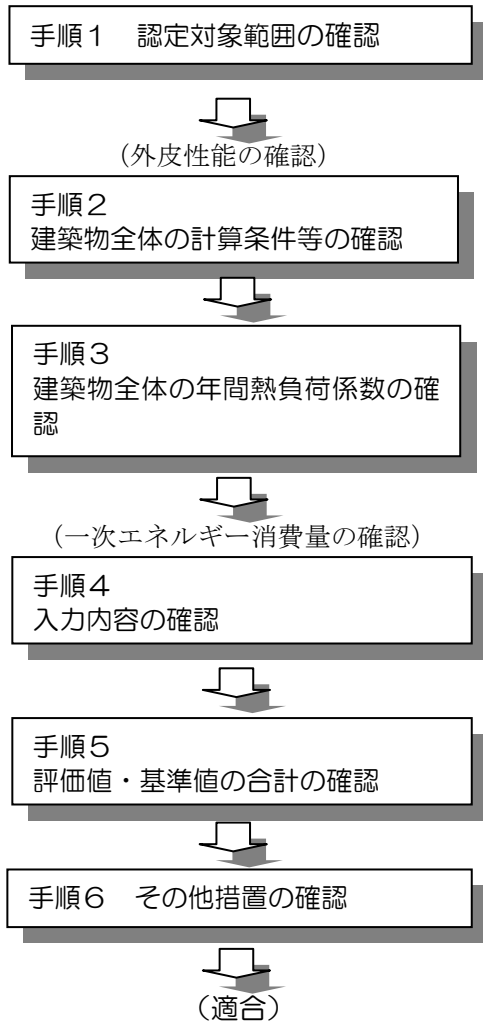 手順１　認定対象範囲の確認
（外皮性能の確認）
手順２
建築物全体の計算条件等の確認
手順３
建築物全体の年間熱負荷係数の確
認
（一次エネルギー消費量の確認）
手順４
入力内容の確認
手順５
評価値・基準値の合計の確認
手順６　その他措置の確認
（適合）